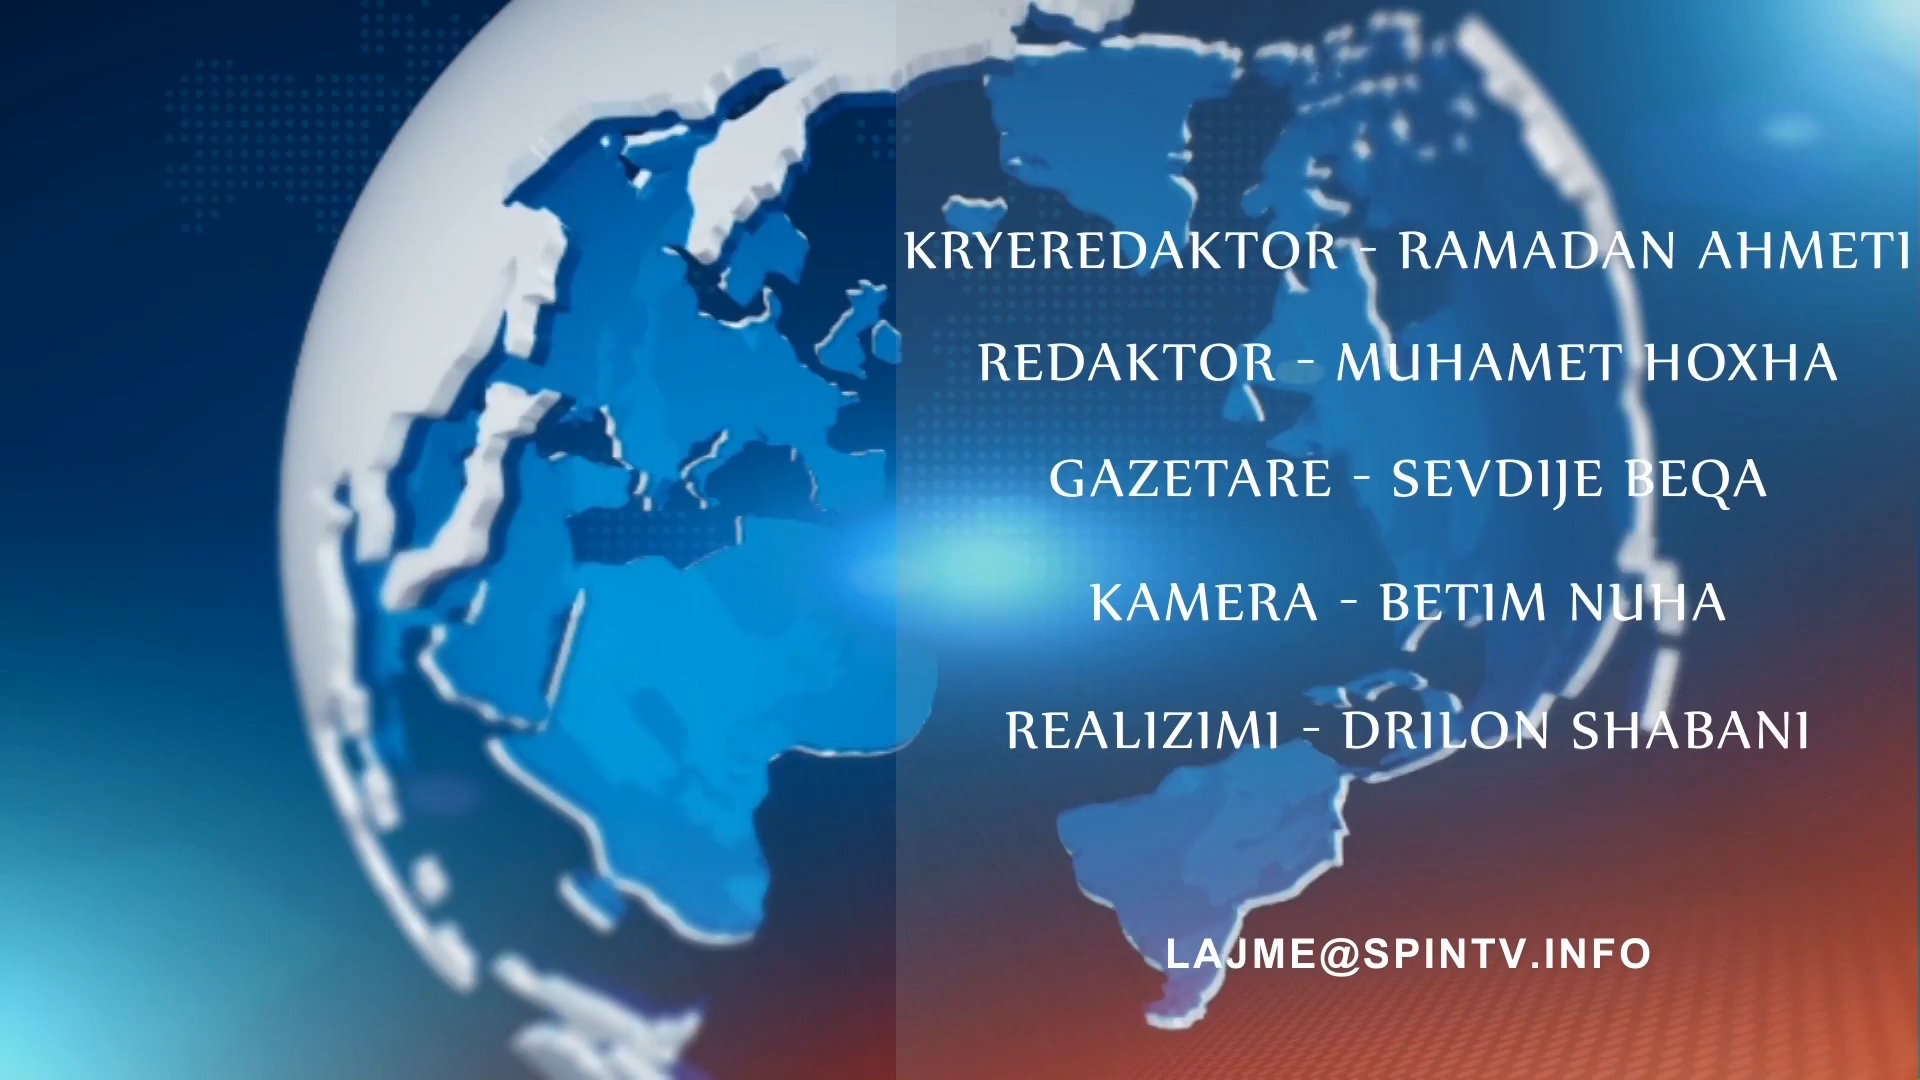 KRYEREDAKTOR - RAMADAN AHMETI
REDAKTOR - MUHAMET HOXHA
GAZETARE - SEVDIJE BEQA
KAMERA - BETIM NUHA
REALIZIMI - DRILON SHABANI
LAJME@SPINTV.INFO